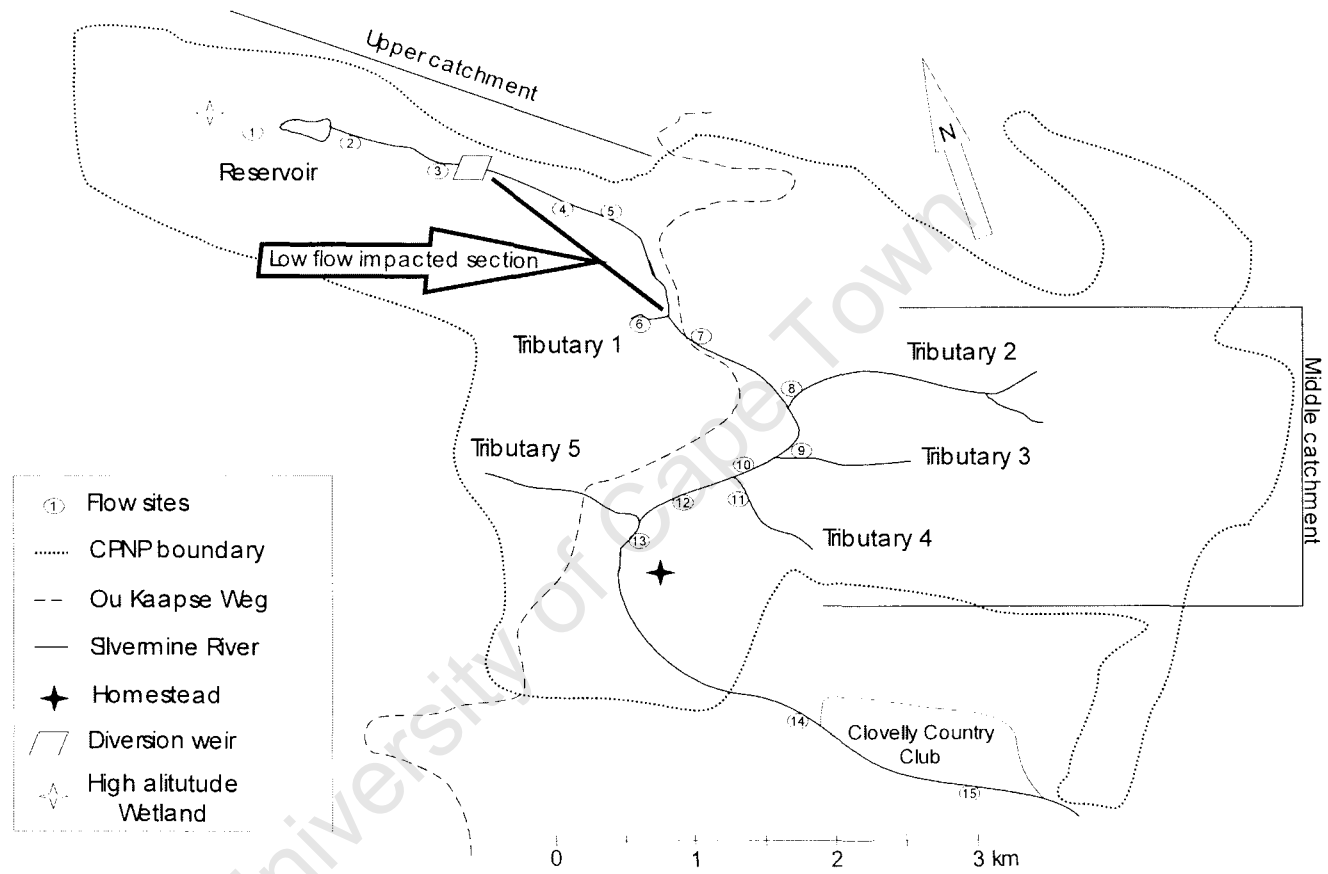 Upper catchment
N
1
2
3
4
5
Reservoir
Low flow impacted section
6
7
Tributary 1
Tributary 2
8
Middle catchment
Tributary 5
Tributary 3
9
10
11
12
Tributary 4
13
① Flow sites
CPNP boundary
Ou Kaapse Weg
Silvermine River
Homestead
Diversion weir
High alitutude
Wetland
14
Clovelly Country
Club
15
0 1 2 3 km
University of Cape Town